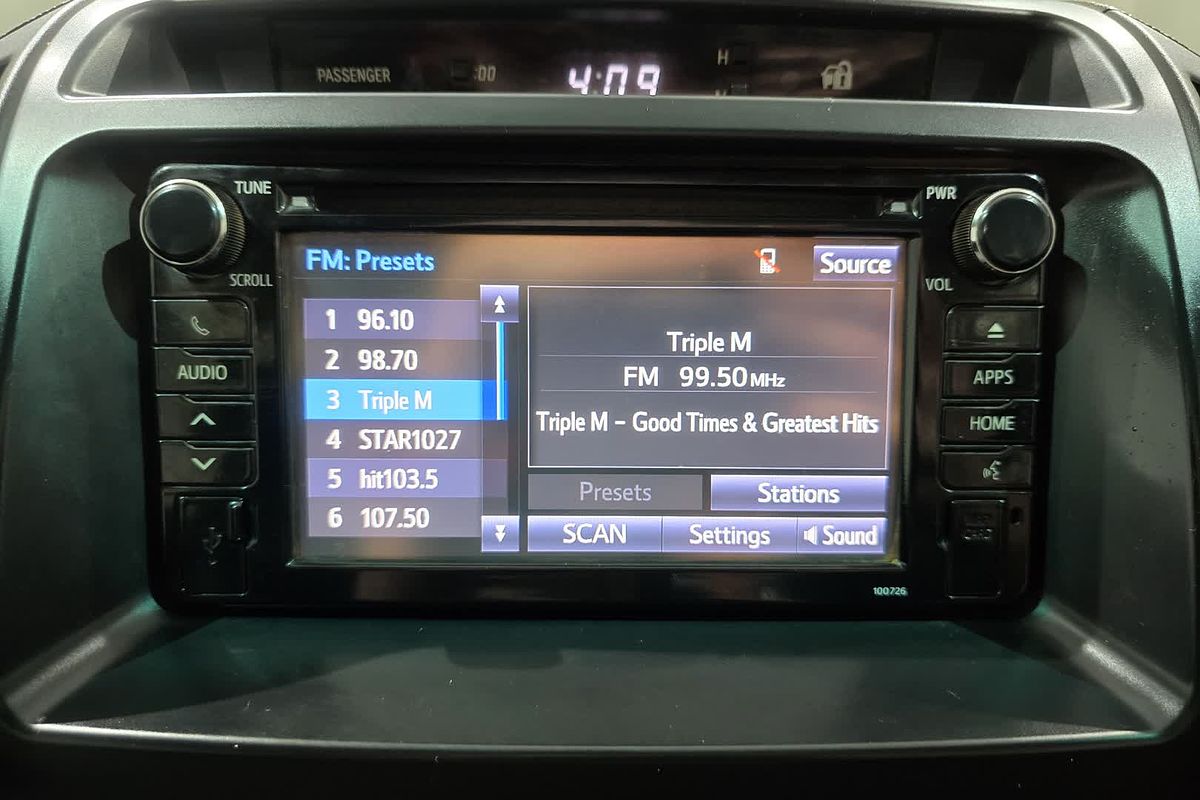 PASSENGER :00 4:09 H
TUNE
PWR
SCROLL
VOL
AUDIO
APPS
HOME
FM: Presets
Source
1 96.10
2 98.70
3 Triple M
4 STAR1027
5 hit103.5
6 107.50
Triple M
FM 99.50MHz
Triple M – Good Times & Greatest Hits
Presets Stations
SCAN Settings Sound
100726